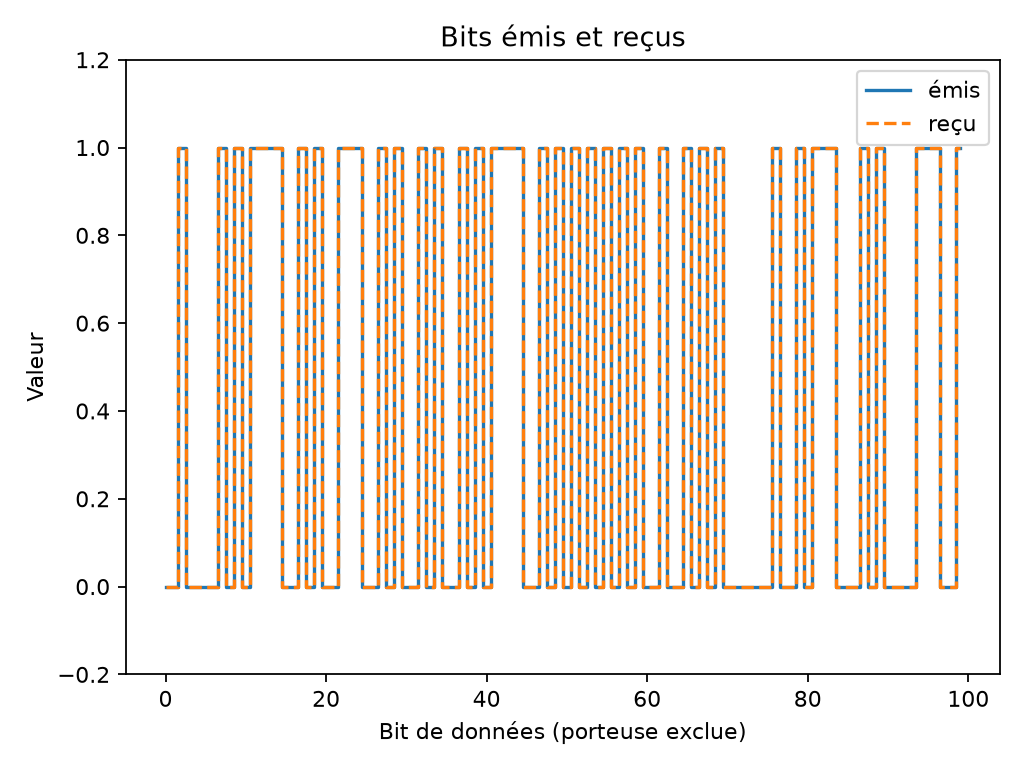 Bits émis et reçus
émis
reçu
1.2
1.0
0.8
0.6
0.4
0.2
0.0
−0.2
Valeur
0 20 40 60 80 100
Bit de données (porteuse exclue)